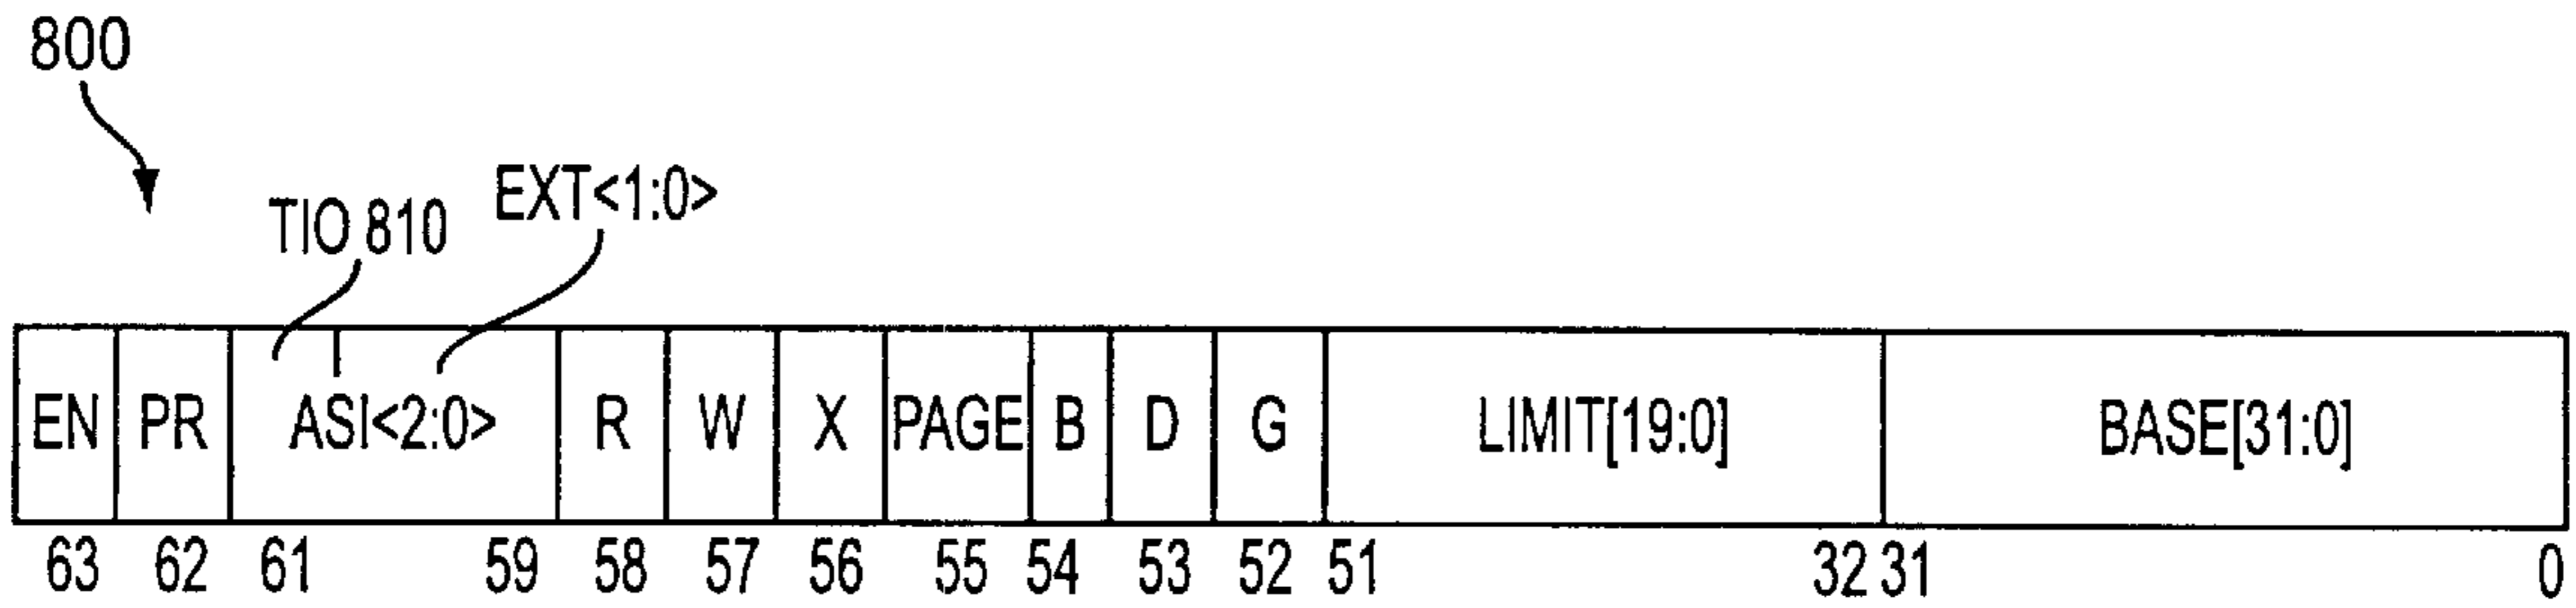 800
TIO 810 EXT<1:0>
EN PR ASI<2:0> R W X PAGE B D G LIMIT[19:0] BASE[31:0]
63 62 61 59 58 57 56 55 54 53 52 51 32 31 0